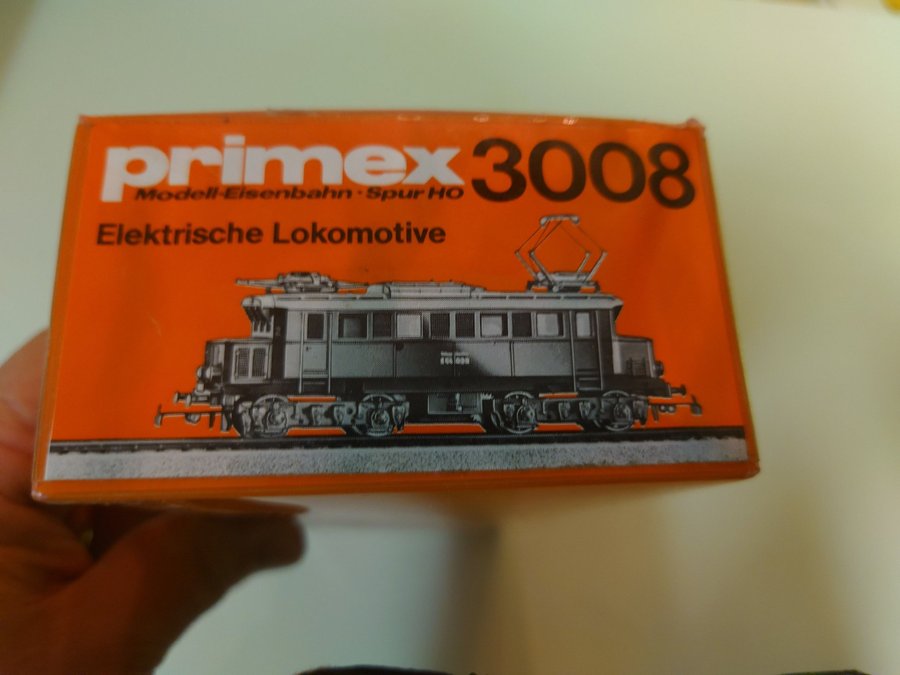 primex 3008
Modell-Eisenbahn · Spur HO
Elektrische Lokomotive